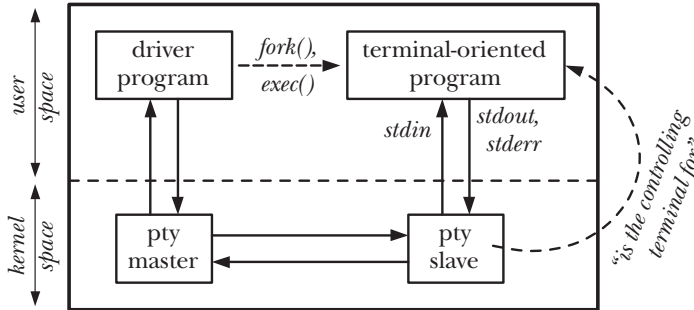 user
space
driver
program
fork(),
exec()
terminal-oriented
program
stdin
stdout,
stderr
“is the controlling
terminal for”
kernel
space
pty
master
pty
slave